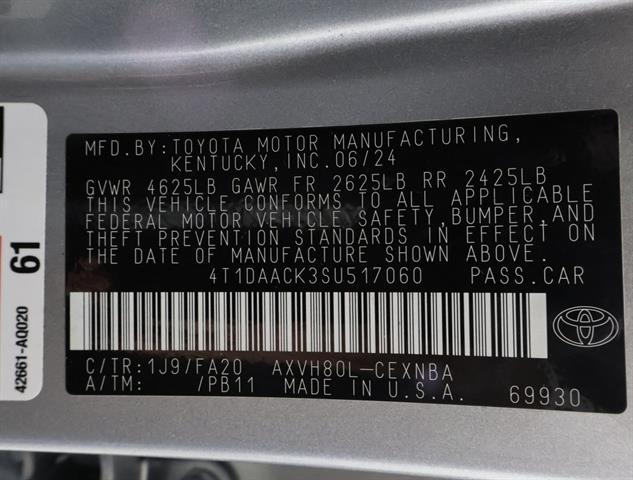 MFD.BY:TOYOTA MOTOR MANUFACTURING,
KENTUCKY,INC.06/24
GVWR 4625LB GAWR FR 2625LB RR 2425LB
THIS VEHICLE CONFORMS TO ALL APPLICABLE
FEDERAL MOTOR VEHICLE SAFETY,BUMPER,AND
THEFT PREVENTION STANDARDS IN EFFECT ON
THE DATE OF MANUFACTURE SHOWN ABOVE.
4T1DAACK3SU517060 PASS.CAR
C/TR:1J9/FA20 AXVH80L-CEXNBA
A/TM: /PB11 MADE IN U.S.A. 69930
42661-AQ020 61